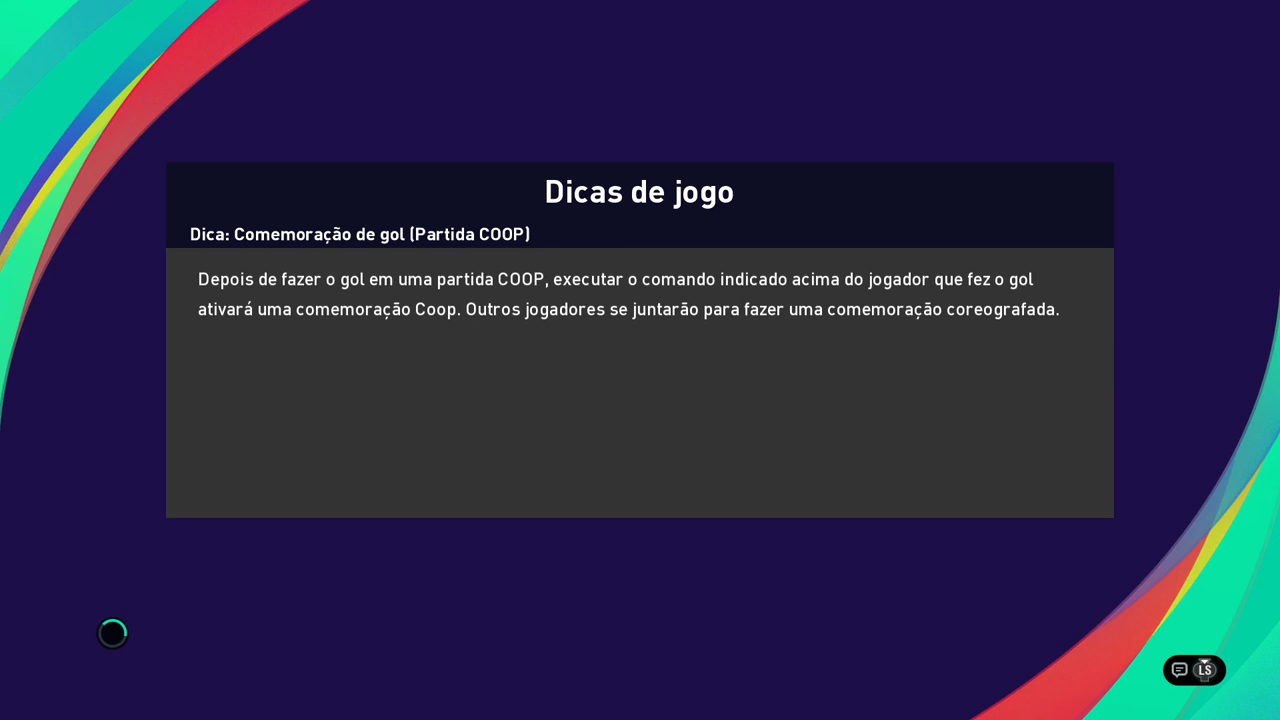 Dicas de jogo
Dica: Comemoração de gol (Partida COOP)
Depois de fazer o gol em uma partida COOP, executar o comando indicado acima do jogador que fez o gol
ativará uma comemoração Coop. Outros jogadores se juntarão para fazer uma comemoração coreografada.
LS